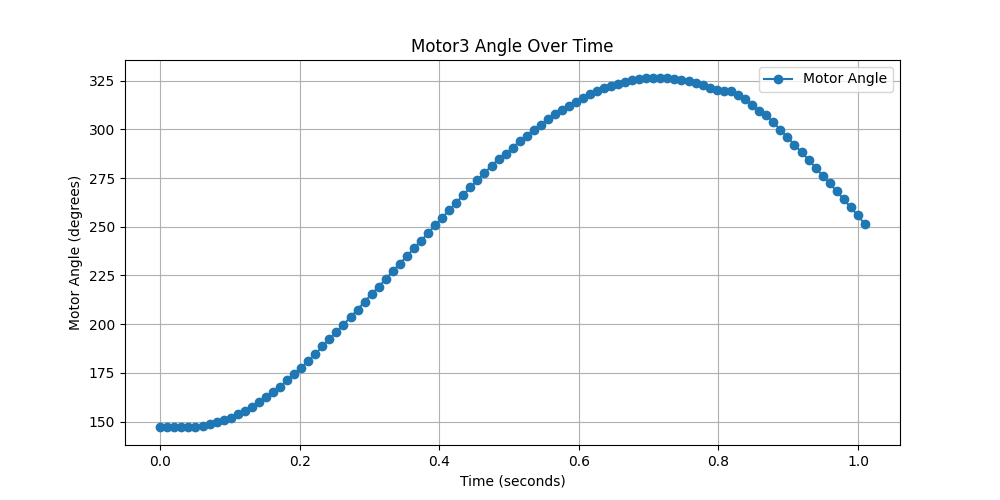 Motor3 Angle Over Time
Motor Angle
Motor Angle (degrees)
325
300
275
250
225
200
175
150
0.0 0.2 0.4 0.6 0.8 1.0
Time (seconds)